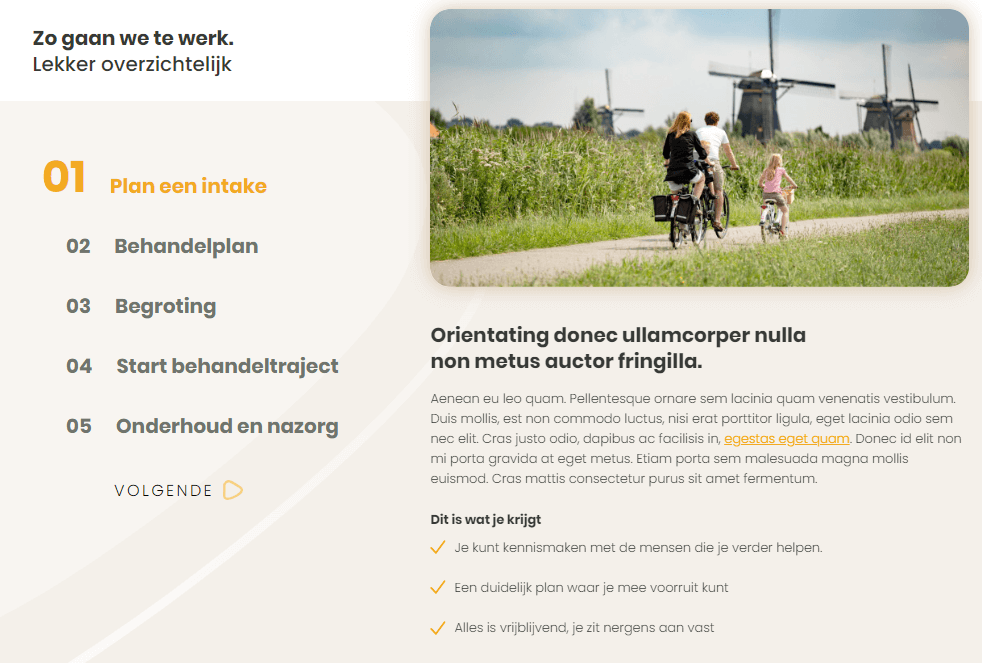 Zo gaan we te werk.
Lekker overzichtelijk
01 Plan een intake
02 Behandelplan
03 Begroting
04 Start behandeltraject
05 Onderhoud en nazorg
VOLGENDE
Orientating donec ullamcorper nulla
non metus auctor fringilla.
Aenean eu leo quam. Pellentesque ornare sem lacinia quam venenatis vestibulum.
Duis mollis, est non commodo luctus, nisi erat porttitor ligula, eget lacinia odio sem
nec elit. Cras justo odio, dapibus ac facilisis in, egestas eget quam. Donec id elit non
mi porta gravida at eget metus. Etiam porta sem malesuada magna mollis
euismod. Cras mattis consectetur purus sit amet fermentum.
Dit is wat je krijgt
Je kunt kennismaken met de mensen die je verder helpen.
Een duidelijk plan waar je mee voorruit kunt
Alles is vrijblijvend, je zit nergens aan vast